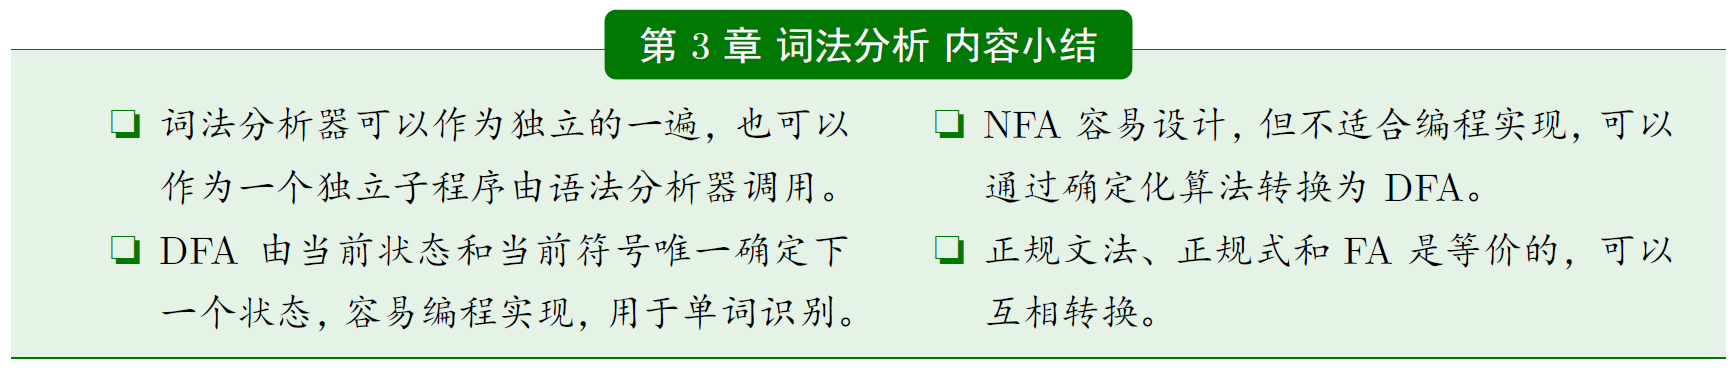 第 3 章 词法分析 内容小结
词法分析器可以作为独立的一遍，也可以
作为一个独立子程序由语法分析器调用。
DFA 由当前状态和当前符号唯一确定下
一个状态，容易编程实现，用于单词识别。
NFA 容易设计，但不适合编程实现，可以
通过确定化算法转换为 DFA。
正规文法、正规式和 FA 是等价的，可以
互相转换。